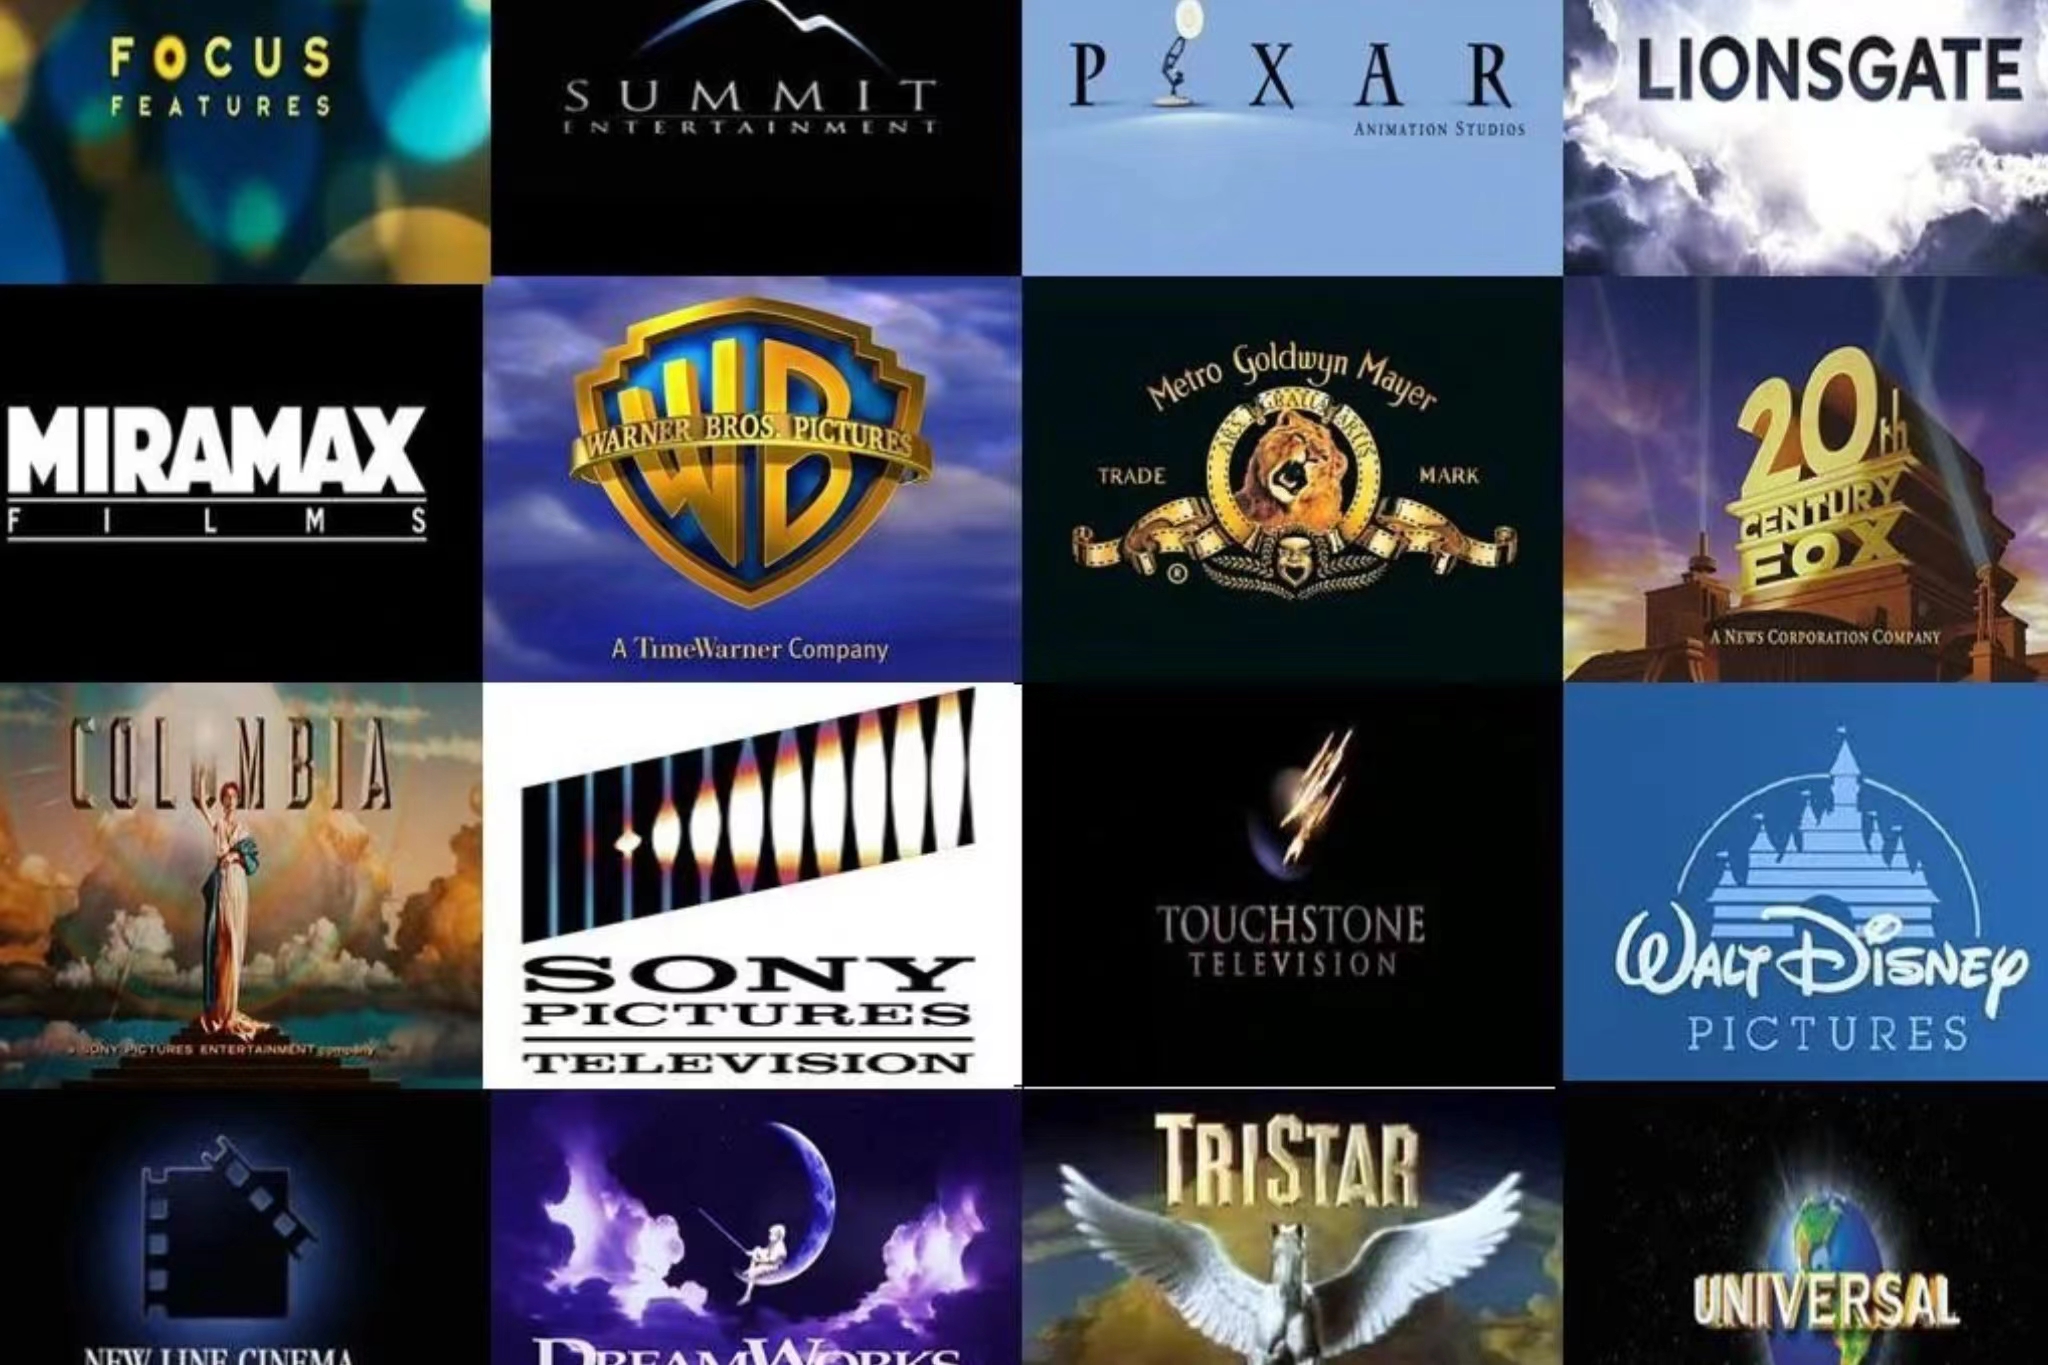 FOCUS
FEATURES
SUMMIT
ENTERTAINMENT
PIXAR
ANIMATION STUDIOS
LIONSGATE
MIRAMAX
FILMS
WB
WARNER BROS. PICTURES
A TimeWarner Company
Metro Goldwyn Mayer
ARS GRATIA ARTIS
TRADE MARK
®
20th
CENTURY
FOX
A NEWS CORPORATION COMPANY
COLUMBIA
a SONY PICTURES ENTERTAINMENT company
SONY
PICTURES
TELEVISION
TOUCHSTONE
TELEVISION
WALT DISNEY
PICTURES
NEW LINE CINEMA
DREAMWORKS
TRISTAR
UNIVERSAL